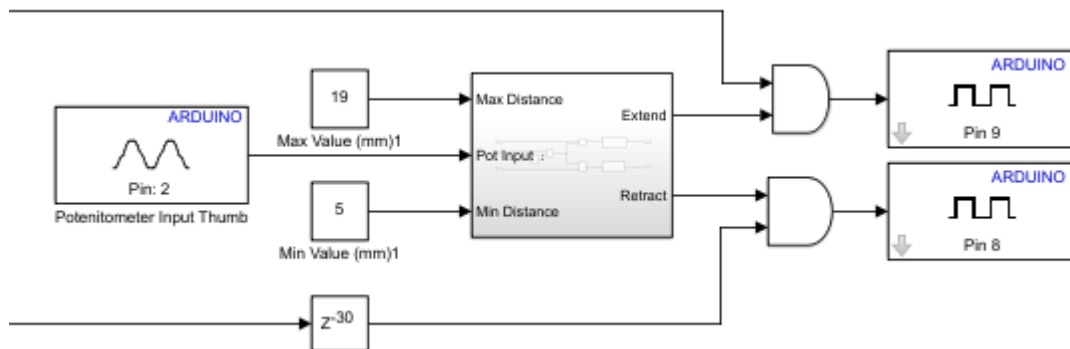 ARDUINO
19
Max Distance
ARDUINO
Extend
Pin 9
Max Value (mm)1
Pot Input :
Pin: 2
Potenitometer Input Thumb
ARDUINO
5
Retract
Min Distance
Pin 8
Min Value (mm)1
Z-30